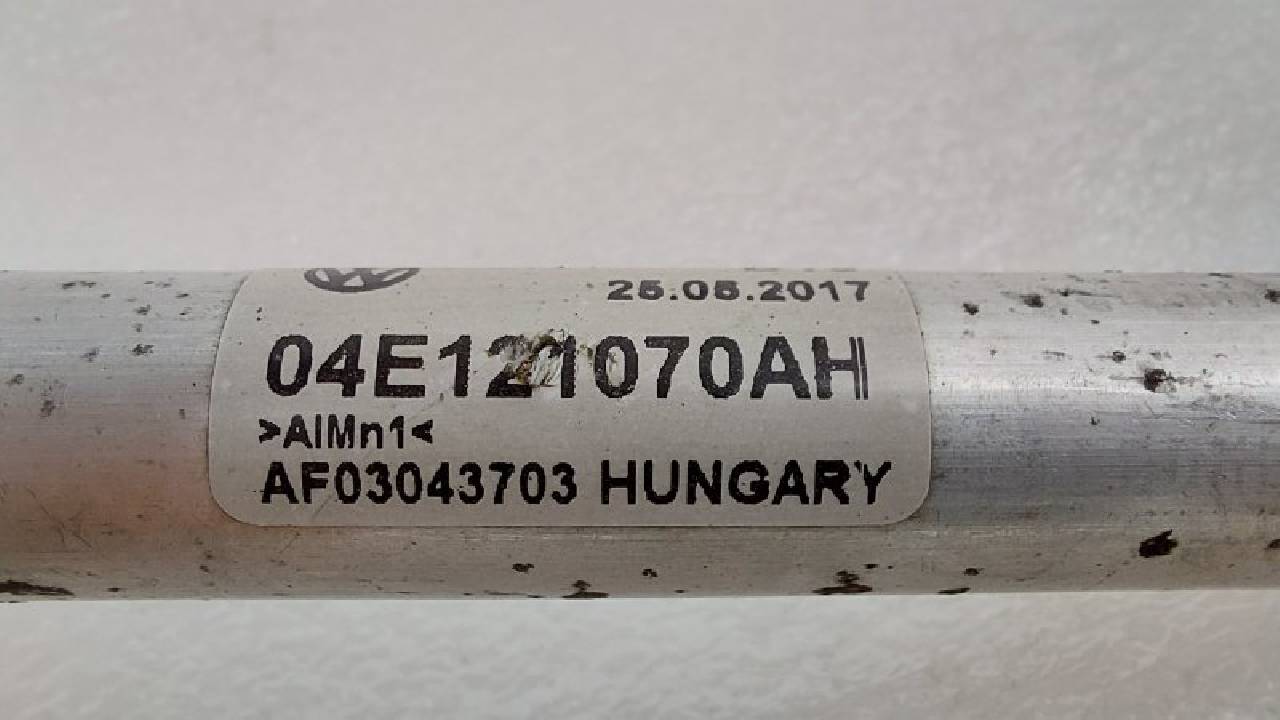 25.05.2017
04E121070AH
>AlMn1<
AF03043703 HUNGARY